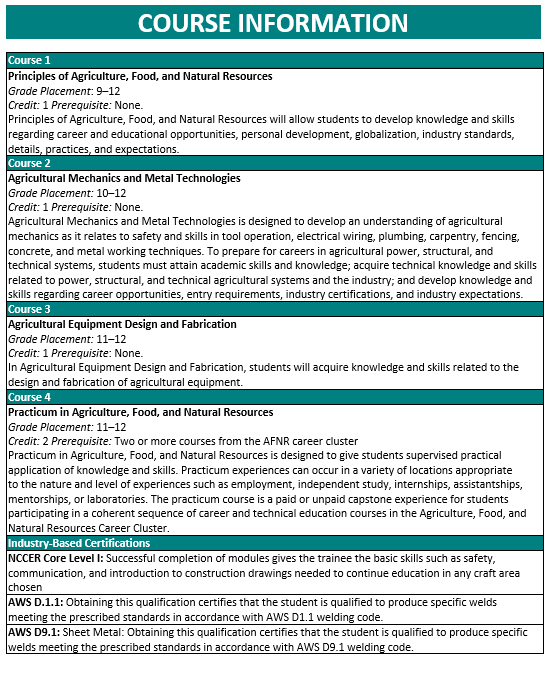 COURSE INFORMATION
Course 1
Principles of Agriculture, Food, and Natural Resources
Grade Placement: 9–12
Credit: 1 Prerequisite: None.
Principles of Agriculture, Food, and Natural Resources will allow students to develop knowledge and skills
regarding career and educational opportunities, personal development, globalization, industry standards,
details, practices, and expectations.
Course 2
Agricultural Mechanics and Metal Technologies
Grade Placement: 10–12
Credit: 1 Prerequisite: None.
Agricultural Mechanics and Metal Technologies is designed to develop an understanding of agricultural
mechanics as it relates to safety and skills in tool operation, electrical wiring, plumbing, carpentry, fencing,
concrete, and metal working techniques. To prepare for careers in agricultural power, structural, and
technical systems, students must attain academic skills and knowledge; acquire technical knowledge and skills
related to power, structural, and technical agricultural systems and the industry; and develop knowledge and
skills regarding career opportunities, entry requirements, industry certifications, and industry expectations.
Course 3
Agricultural Equipment Design and Fabrication
Grade Placement: 11–12
Credit: 1 Prerequisite: None.
In Agricultural Equipment Design and Fabrication, students will acquire knowledge and skills related to the
design and fabrication of agricultural equipment.
Course 4
Practicum in Agriculture, Food, and Natural Resources
Grade Placement: 11–12
Credit: 2 Prerequisite: Two or more courses from the AFNR career cluster
Practicum in Agriculture, Food, and Natural Resources is designed to give students supervised practical
application of knowledge and skills. Practicum experiences can occur in a variety of locations appropriate
to the nature and level of experiences such as employment, independent study, internships, assistantships,
mentorships, or laboratories. The practicum course is a paid or unpaid capstone experience for students
participating in a coherent sequence of career and technical education courses in the Agriculture, Food, and
Natural Resources Career Cluster.
Industry-Based Certifications
NCCER Core Level I: Successful completion of modules gives the trainee the basic skills such as safety,
communication, and introduction to construction drawings needed to continue education in any craft area
chosen
AWS D.1.1: Obtaining this qualification certifies that the student is qualified to produce specific welds
meeting the prescribed standards in accordance with AWS D1.1 welding code.
AWS D9.1: Sheet Metal: Obtaining this qualification certifies that the student is qualified to produce specific
welds meeting the prescribed standards in accordance with AWS D9.1 welding code.